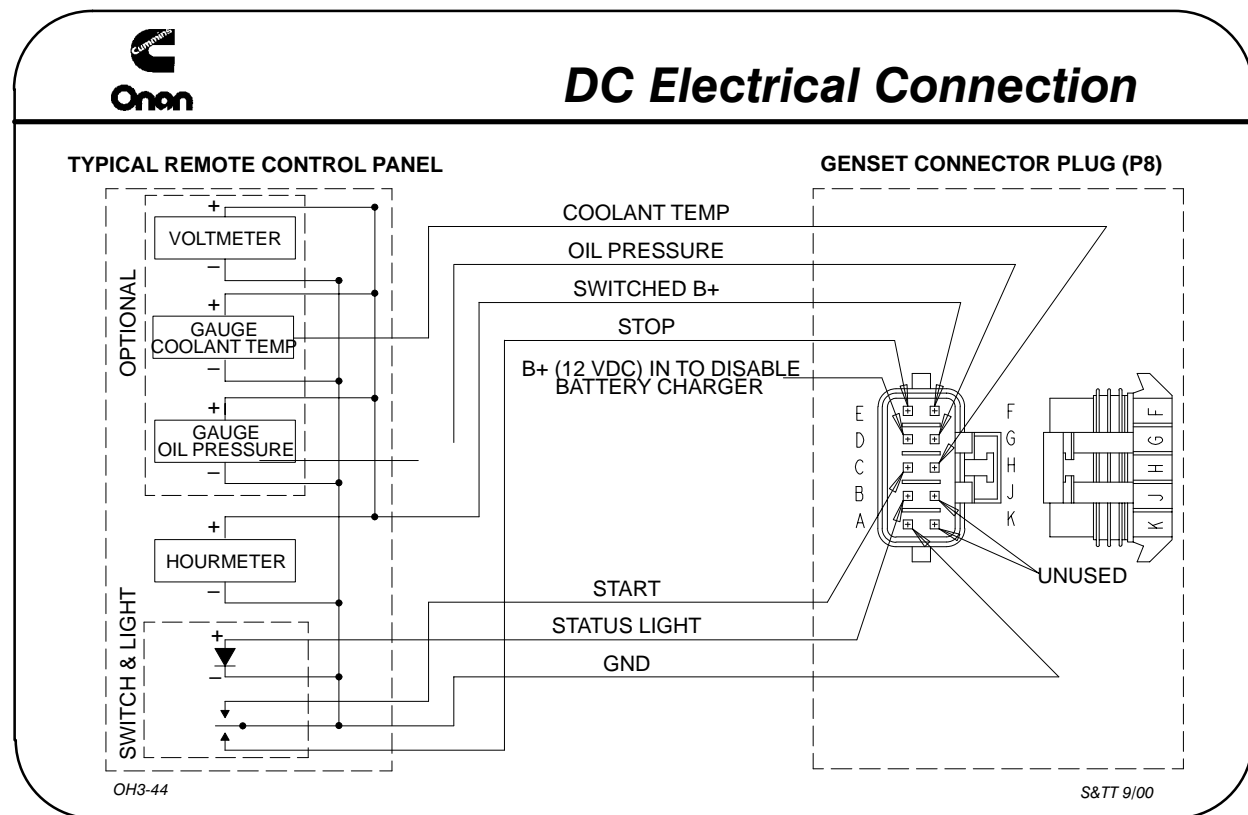 Cummins
Onan
DC Electrical Connection
TYPICAL REMOTE CONTROL PANEL
GENSET CONNECTOR PLUG (P8)
OPTIONAL
+
VOLTMETER
–
+
GAUGE
COOLANT TEMP
–
+
GAUGE
OIL PRESSURE
–
+
HOURMETER
–
SWITCH & LIGHT
+
–
COOLANT TEMP
OIL PRESSURE
SWITCHED B+
STOP
B+ (12 VDC) IN TO DISABLE
BATTERY CHARGER
START
STATUS LIGHT
GND
E
D
C
B
A
F
G
H
J
K
F
G
H
J
K
UNUSED
OH3-44
S&TT 9/00